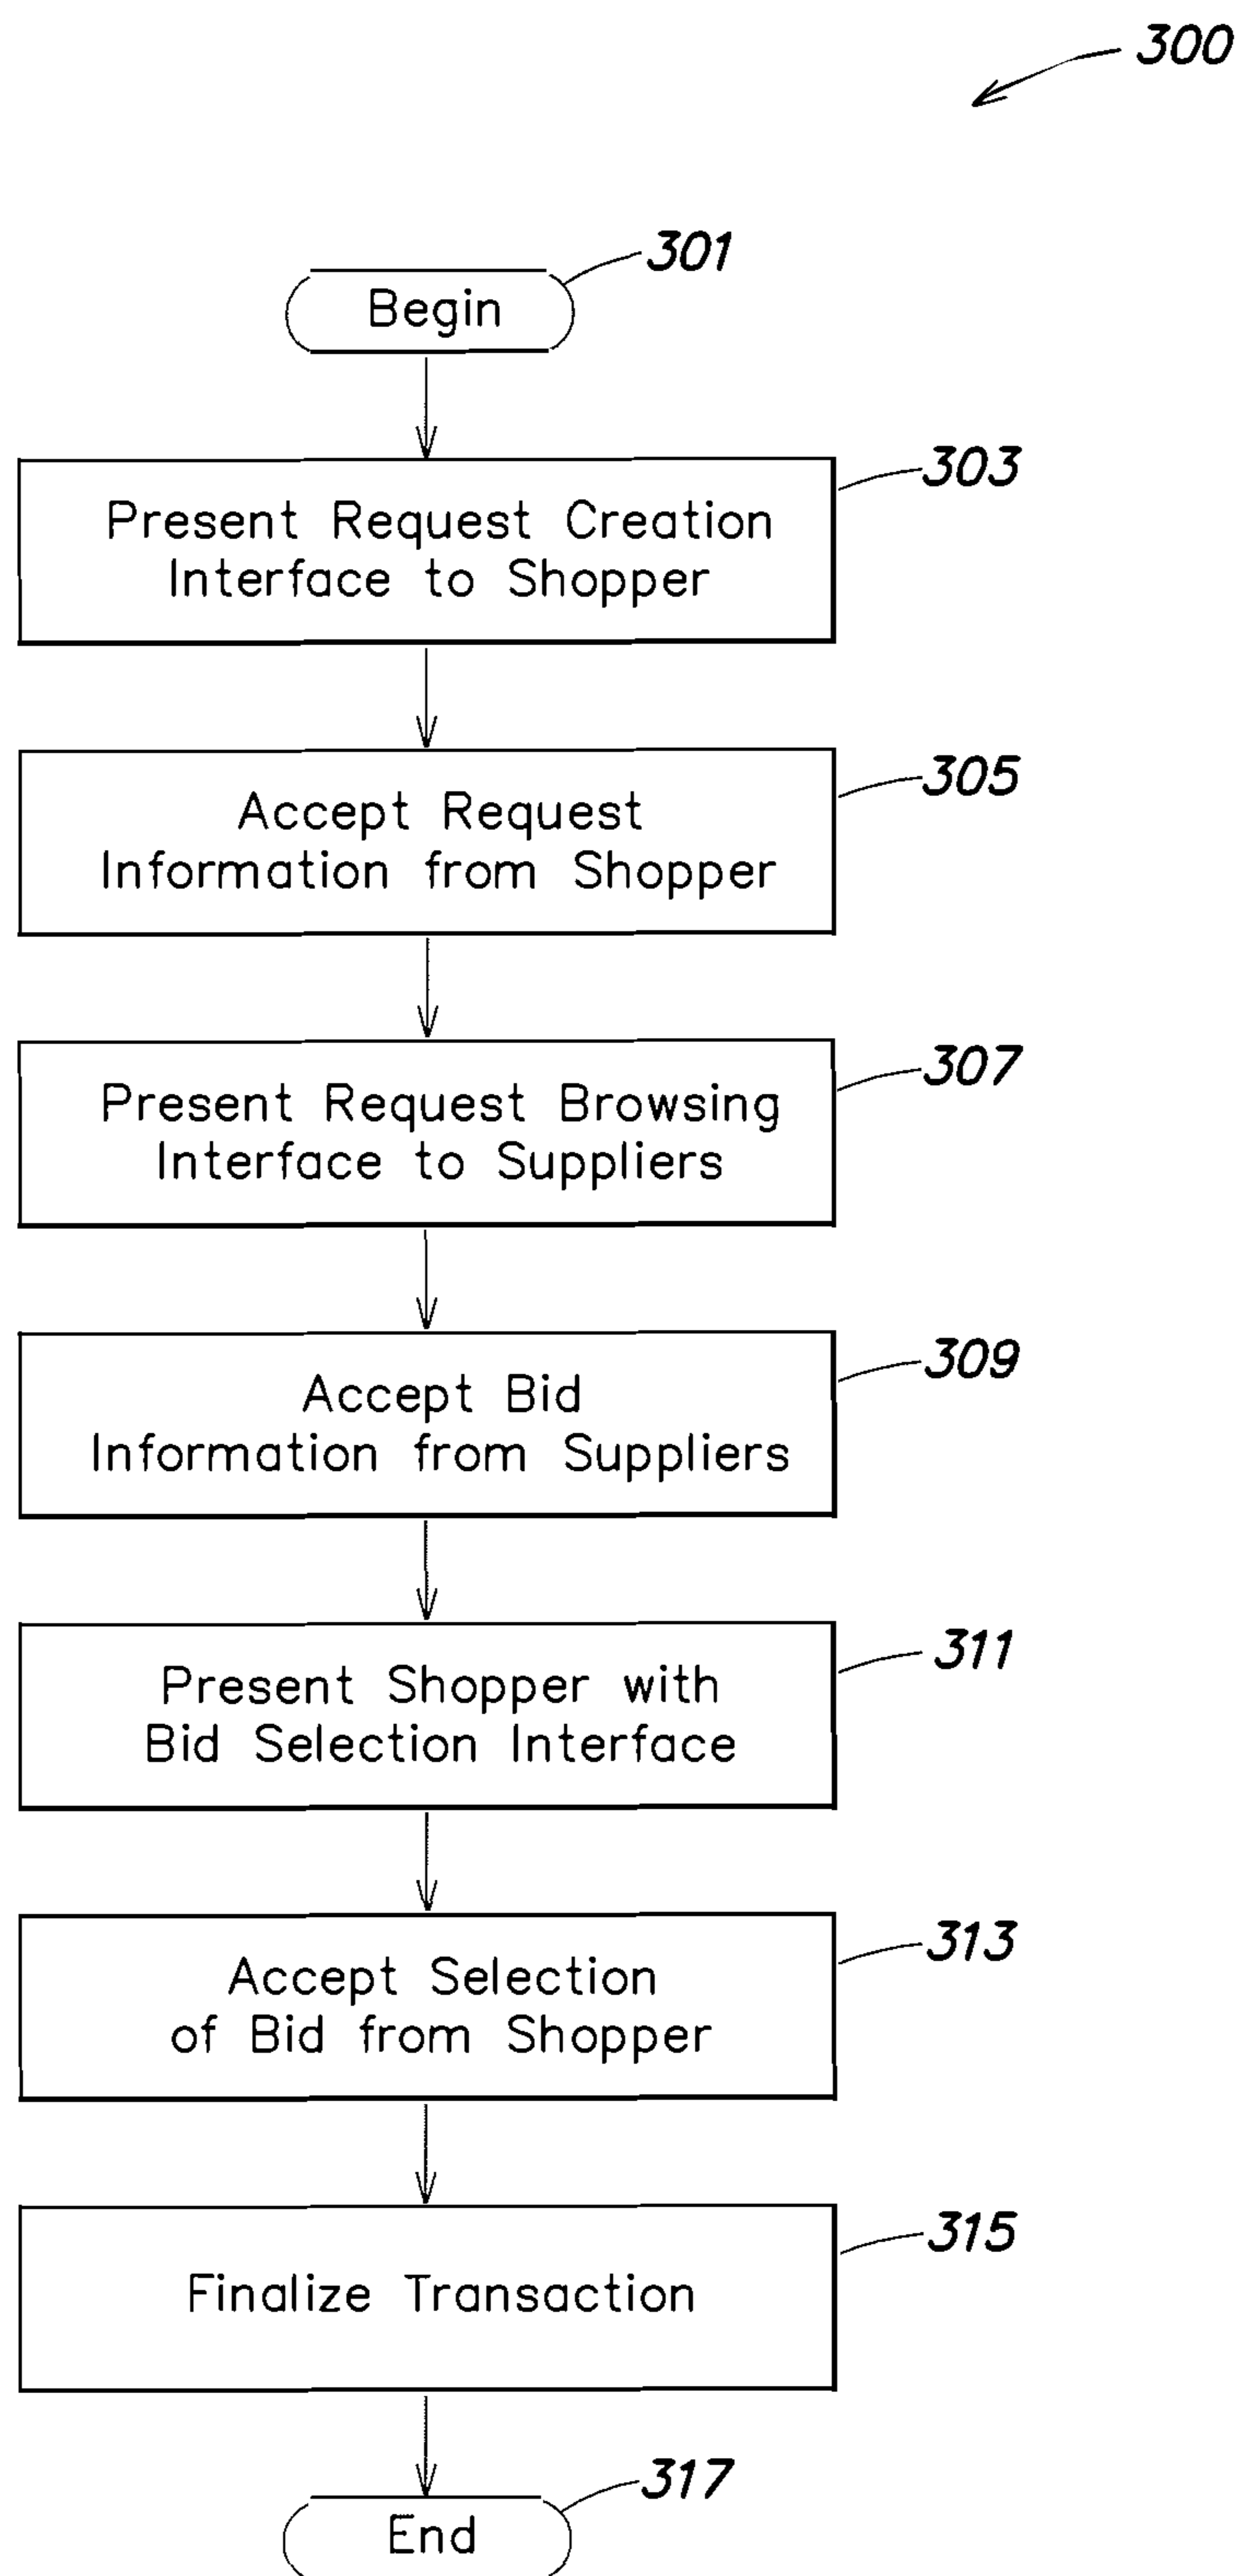 300
301
Begin
303
Present Request Creation
Interface to Shopper
305
Accept Request
Information from Shopper
307
Present Request Browsing
Interface to Suppliers
309
Accept Bid
Information from Suppliers
311
Present Shopper with
Bid Selection Interface
313
Accept Selection
of Bid from Shopper
315
Finalize Transaction
317
End